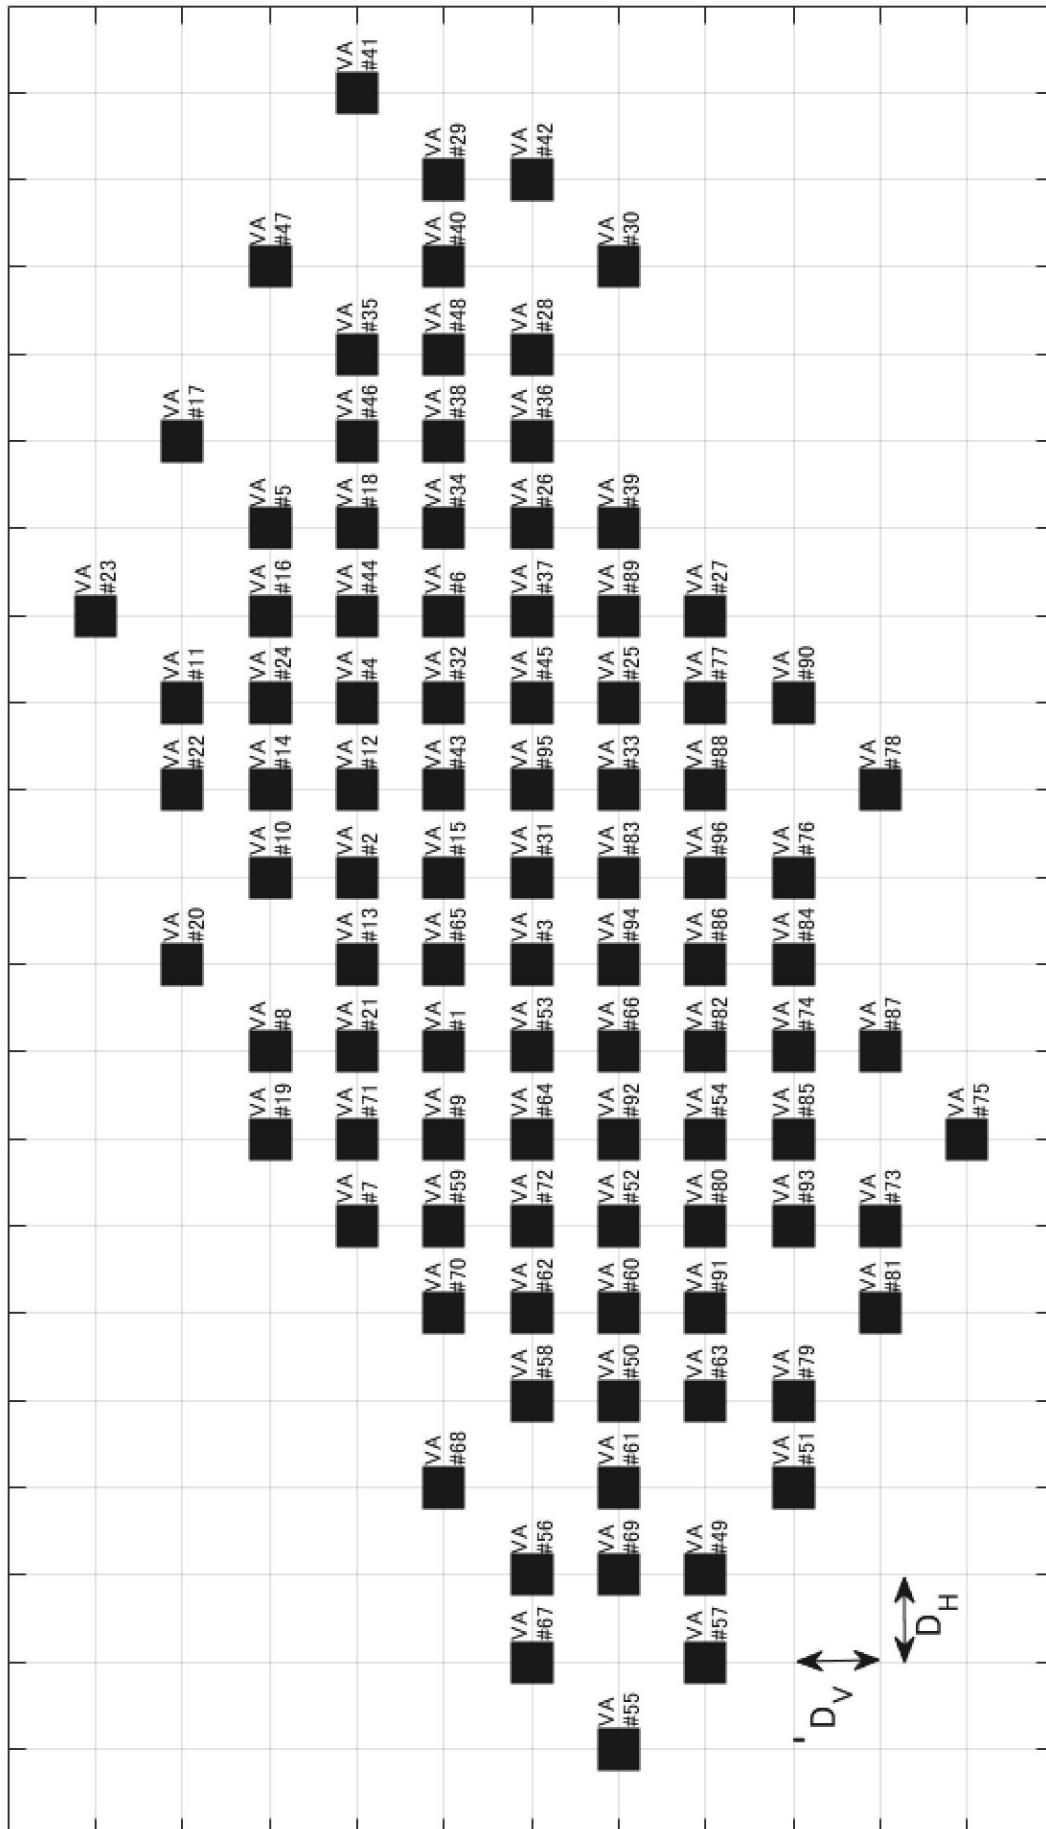 VA
#41
VA
#29
VA
#42
VA
#47
VA
#40
VA
#30
VA
#35
VA
#48
VA
#28
VA
#17
VA
#46
VA
#38
VA
#36
VA
#5
VA
#18
VA
#34
VA
#26
VA
#39
VA
#23
VA
#16
VA
#44
VA
#6
VA
#37
VA
#89
VA
#27
VA
#11
VA
#24
VA
#4
VA
#32
VA
#45
VA
#25
VA
#77
VA
#90
VA
#22
VA
#14
VA
#12
VA
#43
VA
#95
VA
#33
VA
#88
VA
#78
VA
#10
VA
#2
VA
#15
VA
#31
VA
#83
VA
#96
VA
#76
VA
#20
VA
#13
VA
#65
VA
#3
VA
#94
VA
#86
VA
#84
VA
#8
VA
#21
VA
#1
VA
#53
VA
#66
VA
#82
VA
#74
VA
#87
VA
#19
VA
#71
VA
#9
VA
#64
VA
#92
VA
#54
VA
#85
VA
#75
VA
#7
VA
#59
VA
#72
VA
#52
VA
#80
VA
#93
VA
#73
VA
#70
VA
#62
VA
#60
VA
#91
VA
#81
VA
#58
VA
#50
VA
#63
VA
#79
VA
#68
VA
#61
VA
#51
VA
#56
VA
#69
VA
#49
VA
#67
VA
#57
VA
#55
D_V
D_H